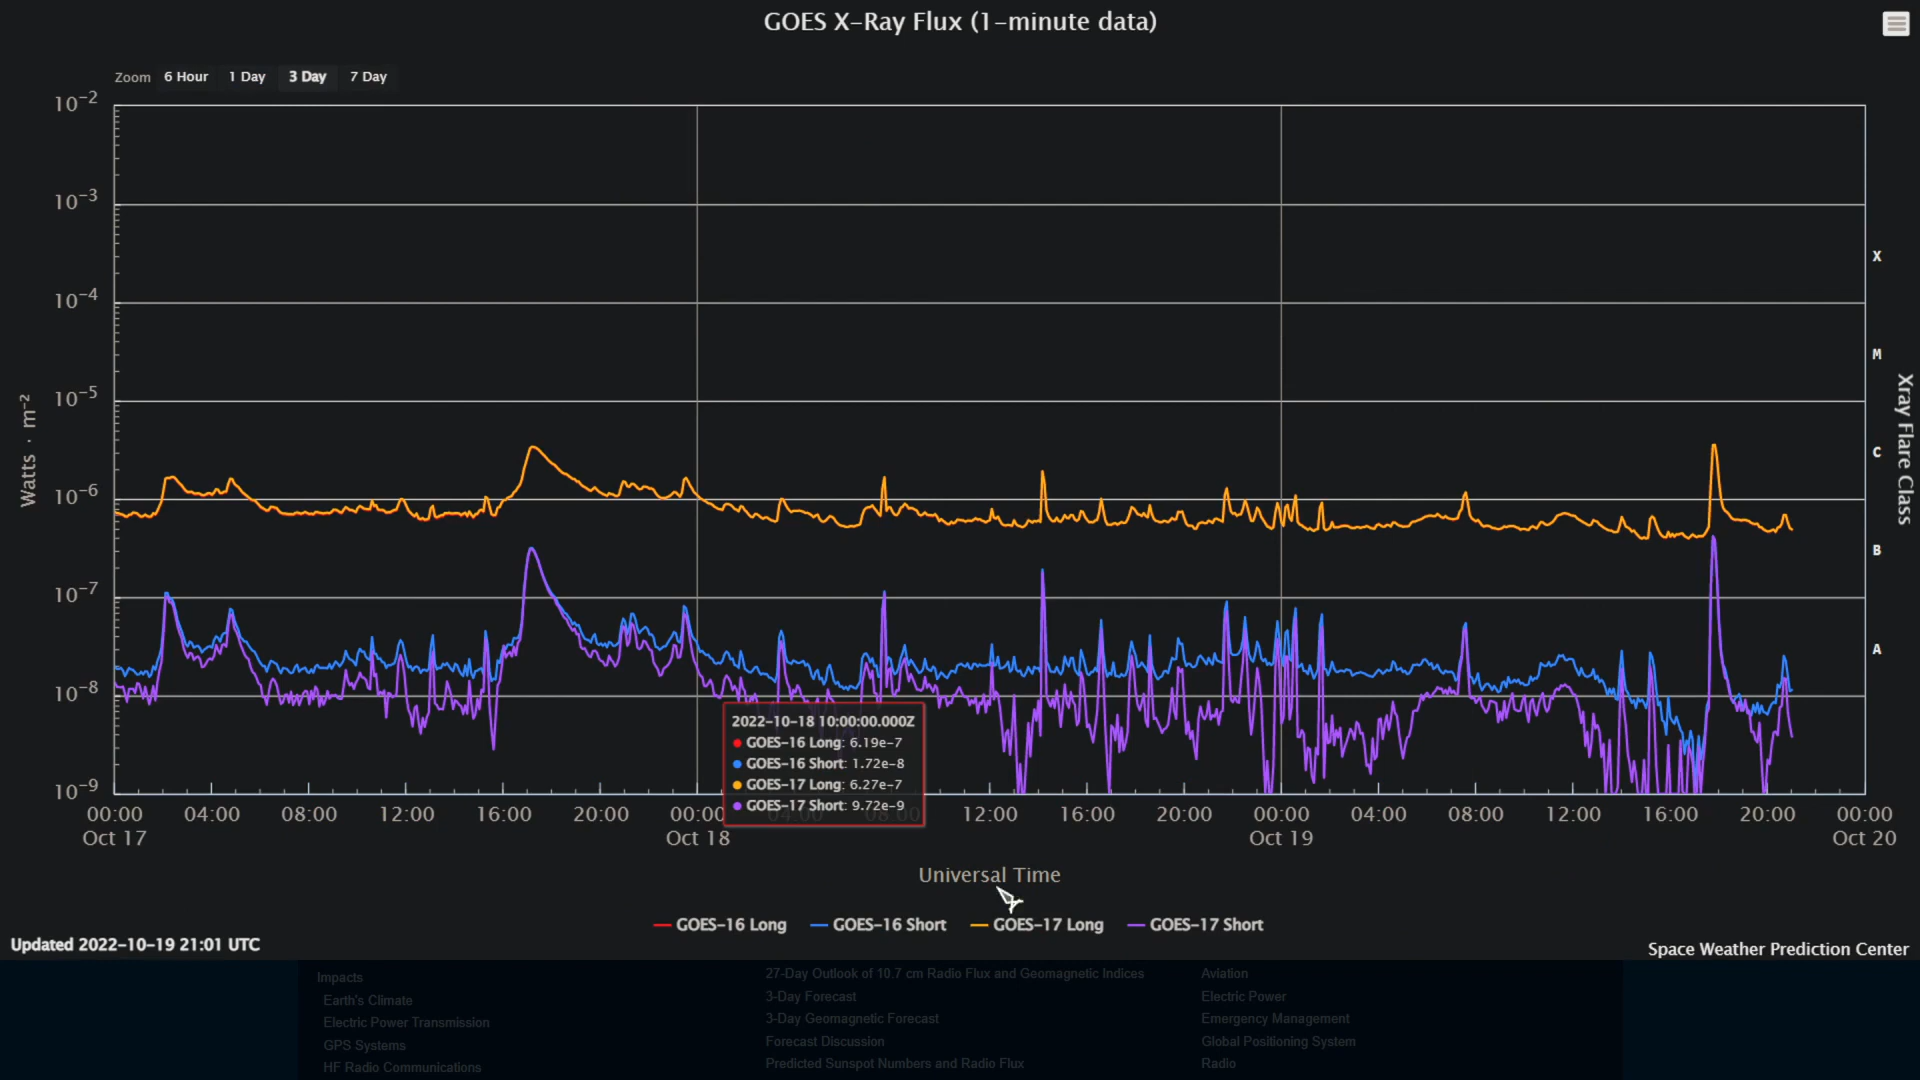 GOES X-Ray Flux (1-minute data)
Zoom 6 Hour 1 Day 3 Day 7 Day
10⁻²
10⁻³
10⁻⁴
10⁻⁵
10⁻⁶
10⁻⁷
10⁻⁸
10⁻⁹
Watts · m⁻²
X
M
C
B
A
Xray Flare Class
2022-10-18 10:00:00.000Z
GOES-16 Long: 6.19e-7
GOES-16 Short: 1.72e-8
GOES-17 Long: 6.27e-7
GOES-17 Short: 9.72e-9
00:00 04:00 08:00 12:00 16:00 20:00 00:00 04:00 08:00 12:00 16:00 20:00 00:00 04:00 08:00 12:00 16:00 20:00 00:00
Oct 17 Oct 18 Oct 19 Oct 20
Universal Time
GOES-16 Long GOES-16 Short GOES-17 Long GOES-17 Short
Updated 2022-10-19 21:01 UTC
Space Weather Prediction Center
Impacts
Earth's Climate
Electric Power Transmission
GPS Systems
HF Radio Communications
27-Day Outlook of 10.7 cm Radio Flux and Geomagnetic Indices
3-Day Forecast
3-Day Geomagnetic Forecast
Forecast Discussion
Predicted Sunspot Numbers and Radio Flux
Aviation
Electric Power
Emergency Management
Global Positioning System
Radio